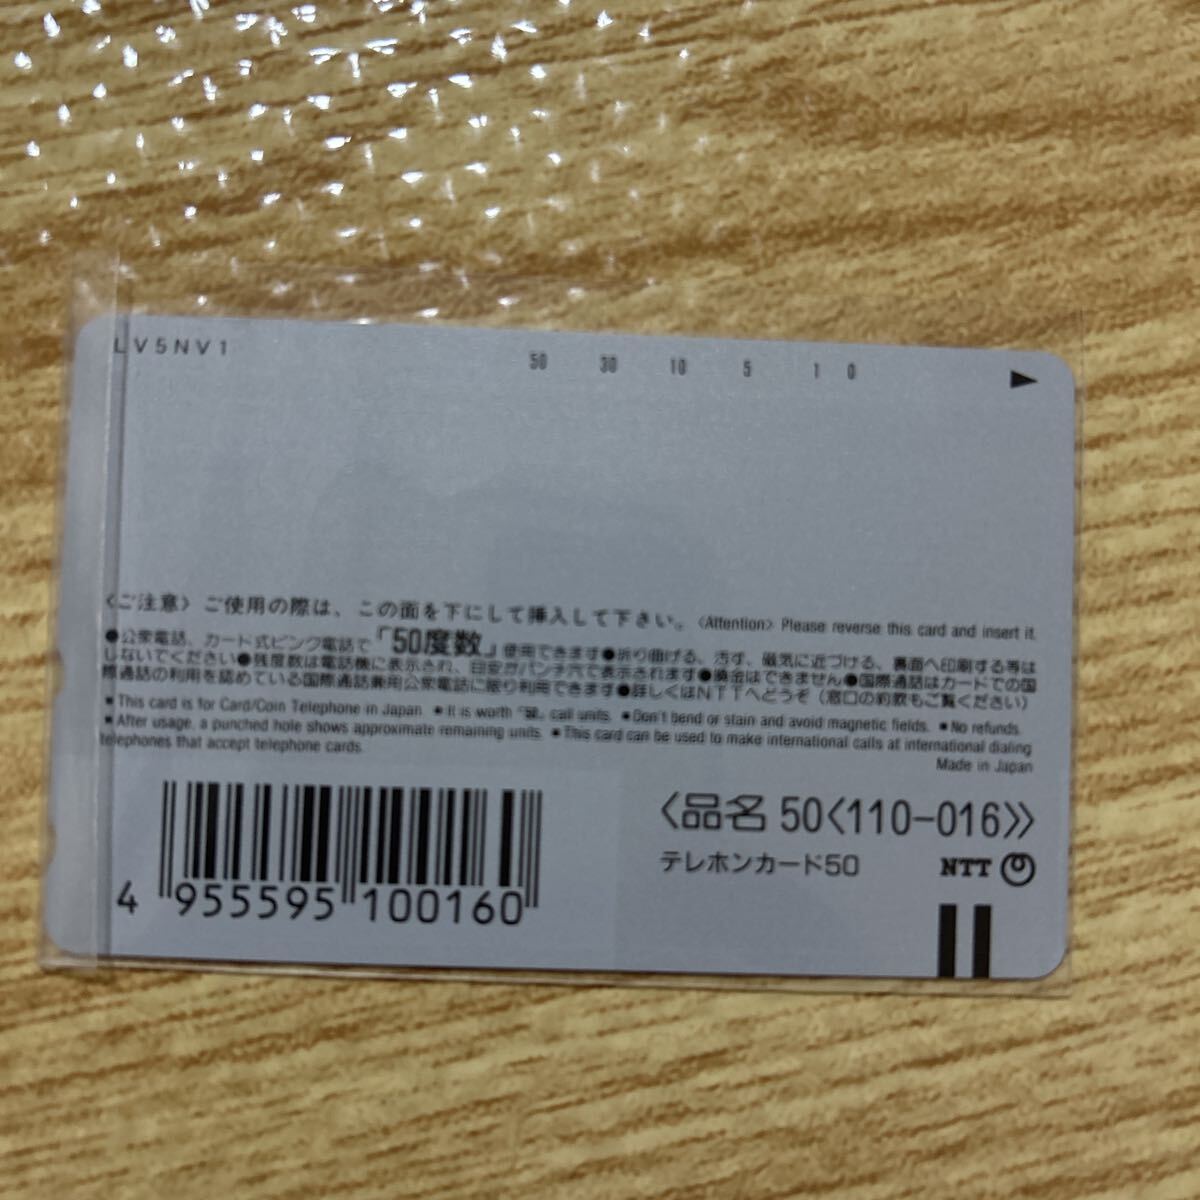 LV5NV1
50 30 10 5 1 0
〈ご注意〉ご使用の際は、この面を下にして挿入して下さい。〈Attention〉Please reverse this card and insert it.
●公衆電話、カード式ピンク電話で「50度数」使用できます●折り曲げる、汚す、磁気に近づける、裏面へ印刷する等は
しないでください●残度数は電話機に表示され、目安がパンチ穴で表示されます●換金はできません●国際通話はカードでの国
際通話の利用を認めている国際通話兼用公衆電話に限り利用できます●詳しくはNTTへどうぞ（窓口の約款もご覧ください）
●This card is for Card/Coin Telephone in Japan. ●It is worth "50" call units. ●Don't bend or stain and avoid magnetic fields. ●No refunds.
●After usage, a punched hole shows approximate remaining units. ●This card can be used to make international calls at international dialing
telephones that accept telephone cards.
Made in Japan
〈品名 50〈110-016〉〉
テレホンカード50
NTT
4 955595 100160